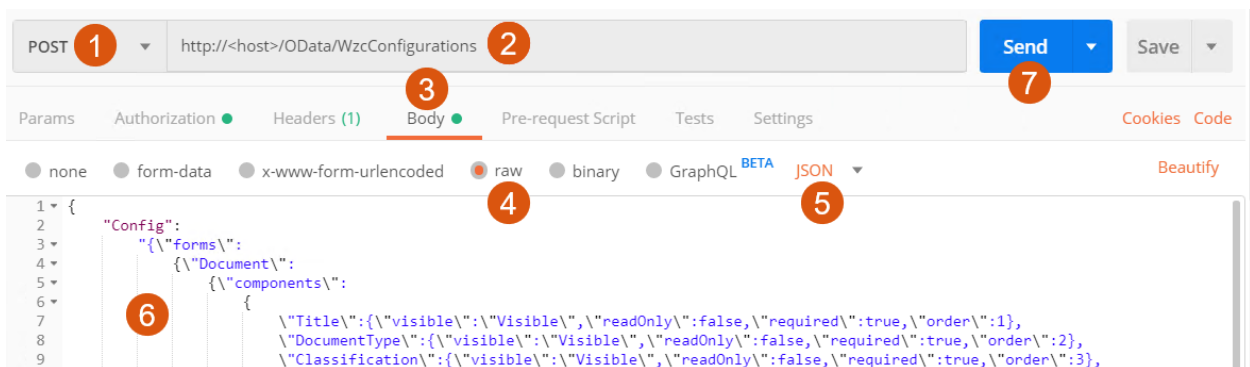 POST 1 http://<host>/OData/WzcConfigurations 2 Send Save
3 7
Params Authorization Headers (1) Body Pre-request Script Tests Settings Cookies Code
none form-data x-www-form-urlencoded raw binary GraphQL BETA JSON Beautify
4 5
1 {
2 "Config":
3 "{\"forms\":
4 {\"Document\":
5 {\"components\":
6 {
6
7 \"Title\":{\"visible\":\"Visible\",\"readOnly\":false,\"required\":true,\"order\":1},
8 \"DocumentType\":{\"visible\":\"Visible\",\"readOnly\":false,\"required\":true,\"order\":2},
9 \"Classification\":{\"visible\":\"Visible\",\"readOnly\":false,\"required\":true,\"order\":3},